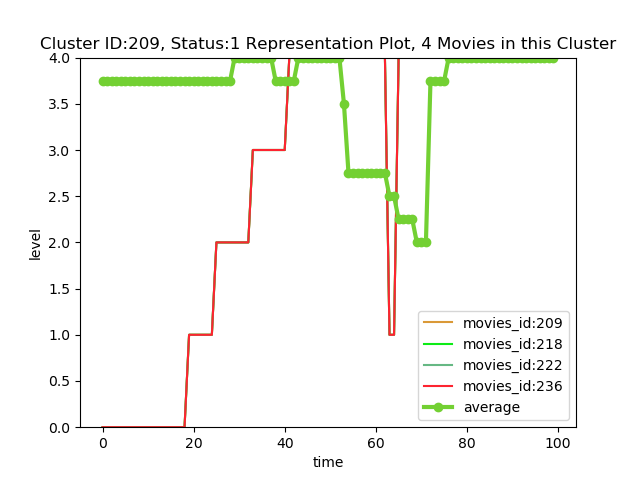 Cluster ID:209, Status:1 Representation Plot, 4 Movies in this Cluster
4.0
3.5
3.0
2.5
2.0
1.5
1.0
0.5
0.0
level
0 20 40 60 80 100
time
movies_id:209
movies_id:218
movies_id:222
movies_id:236
average